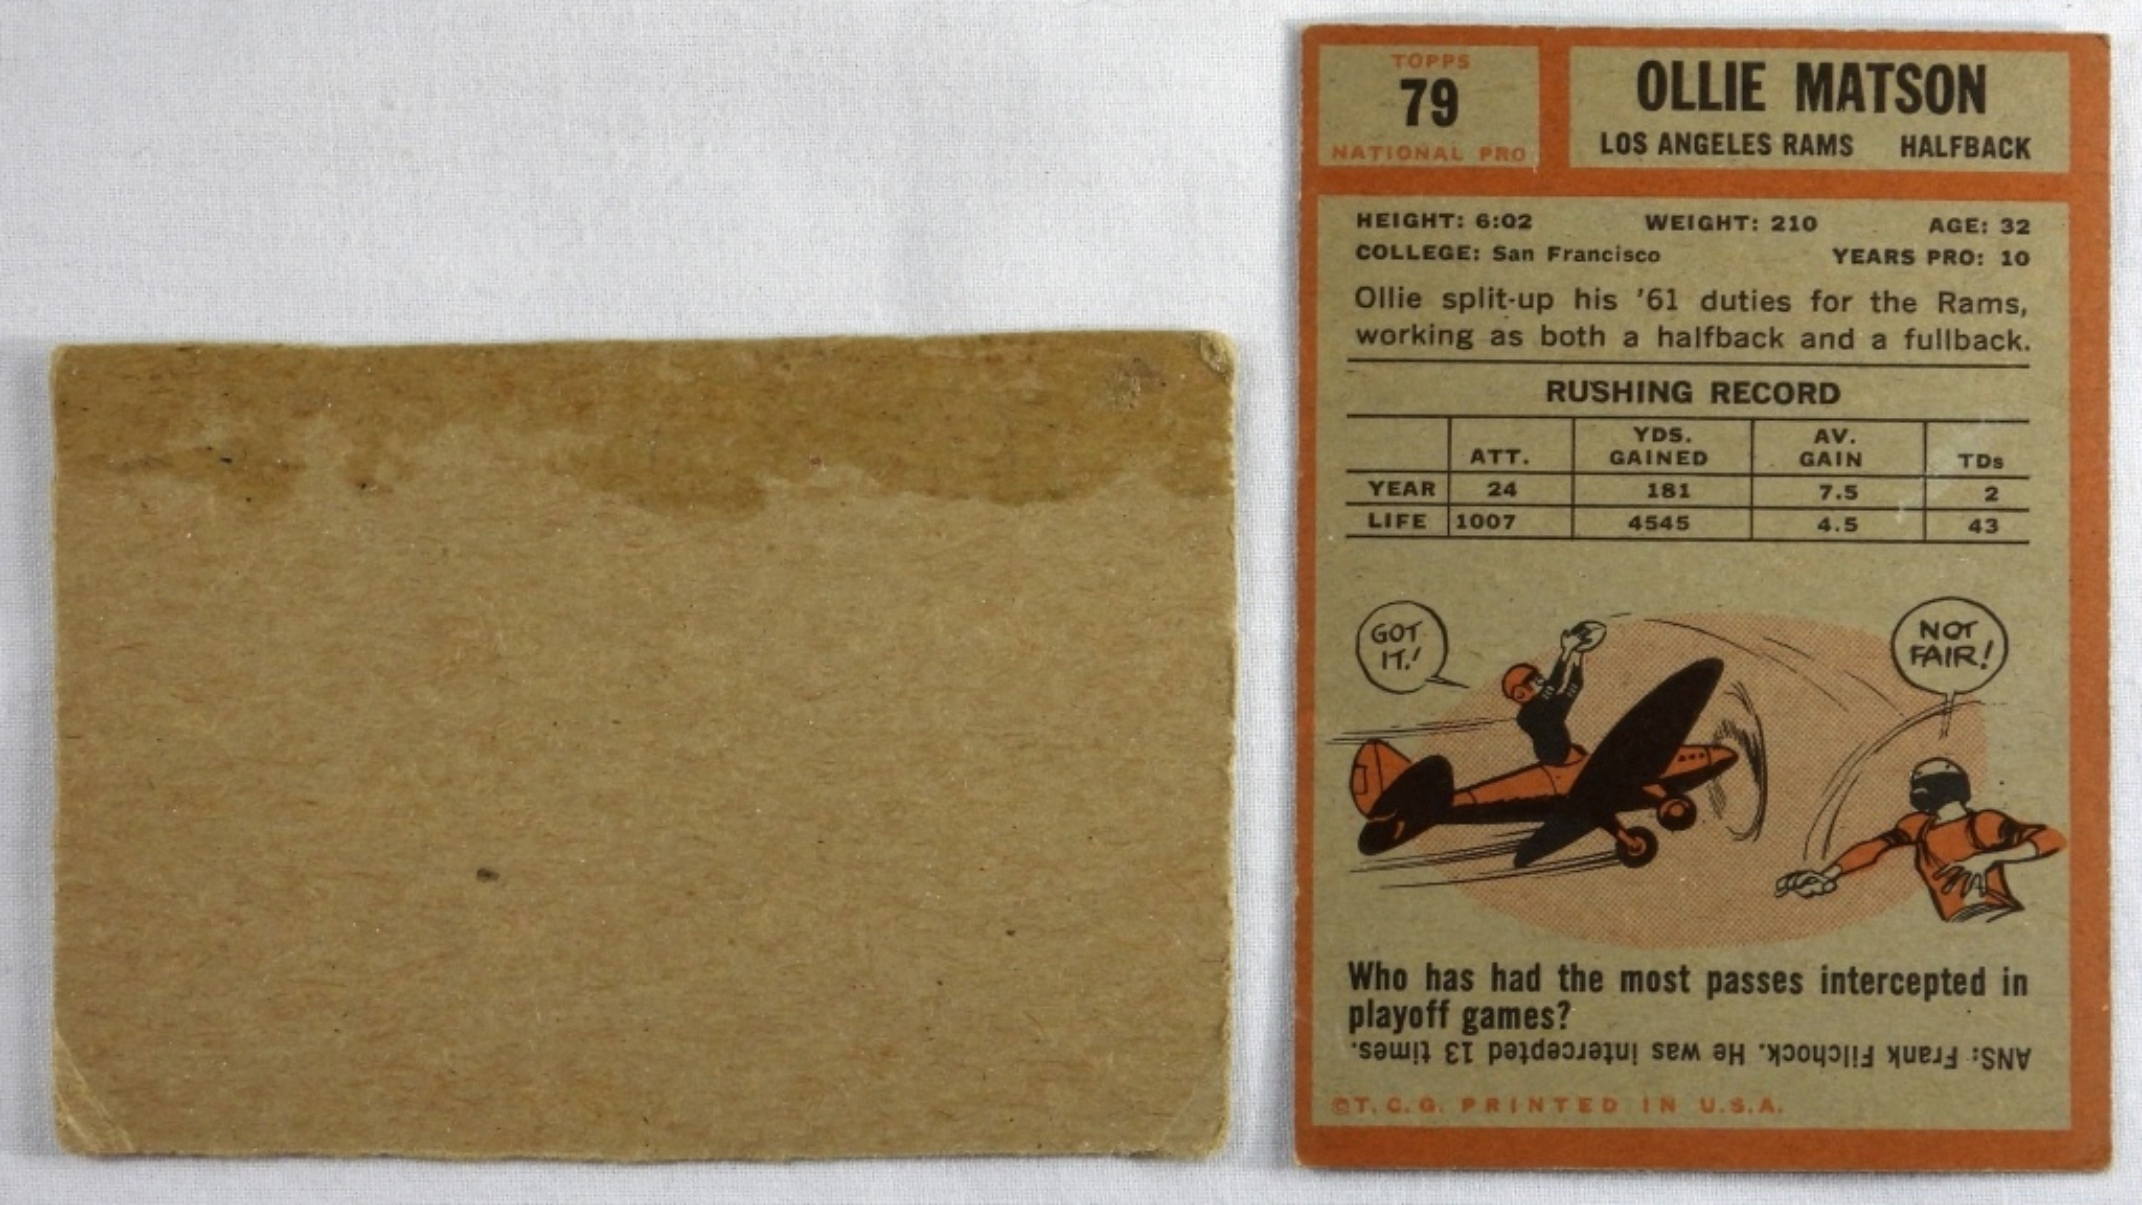 TOPPS
79
NATIONAL PRO
OLLIE MATSON
LOS ANGELES RAMS HALFBACK
HEIGHT: 6:02 WEIGHT: 210 AGE: 32
COLLEGE: San Francisco YEARS PRO: 10
Ollie split-up his '61 duties for the Rams,
working as both a halfback and a fullback.
RUSHING RECORD
ATT. YDS. GAINED AV. GAIN TDs
YEAR 24 181 7.5 2
LIFE 1007 4545 4.5 43
GOT
IT!
NOT
FAIR!
Who has had the most passes intercepted in
playoff games?
ANS: Frank Filchock. He was intercepted 13 times.
©T.C.G. PRINTED IN U.S.A.